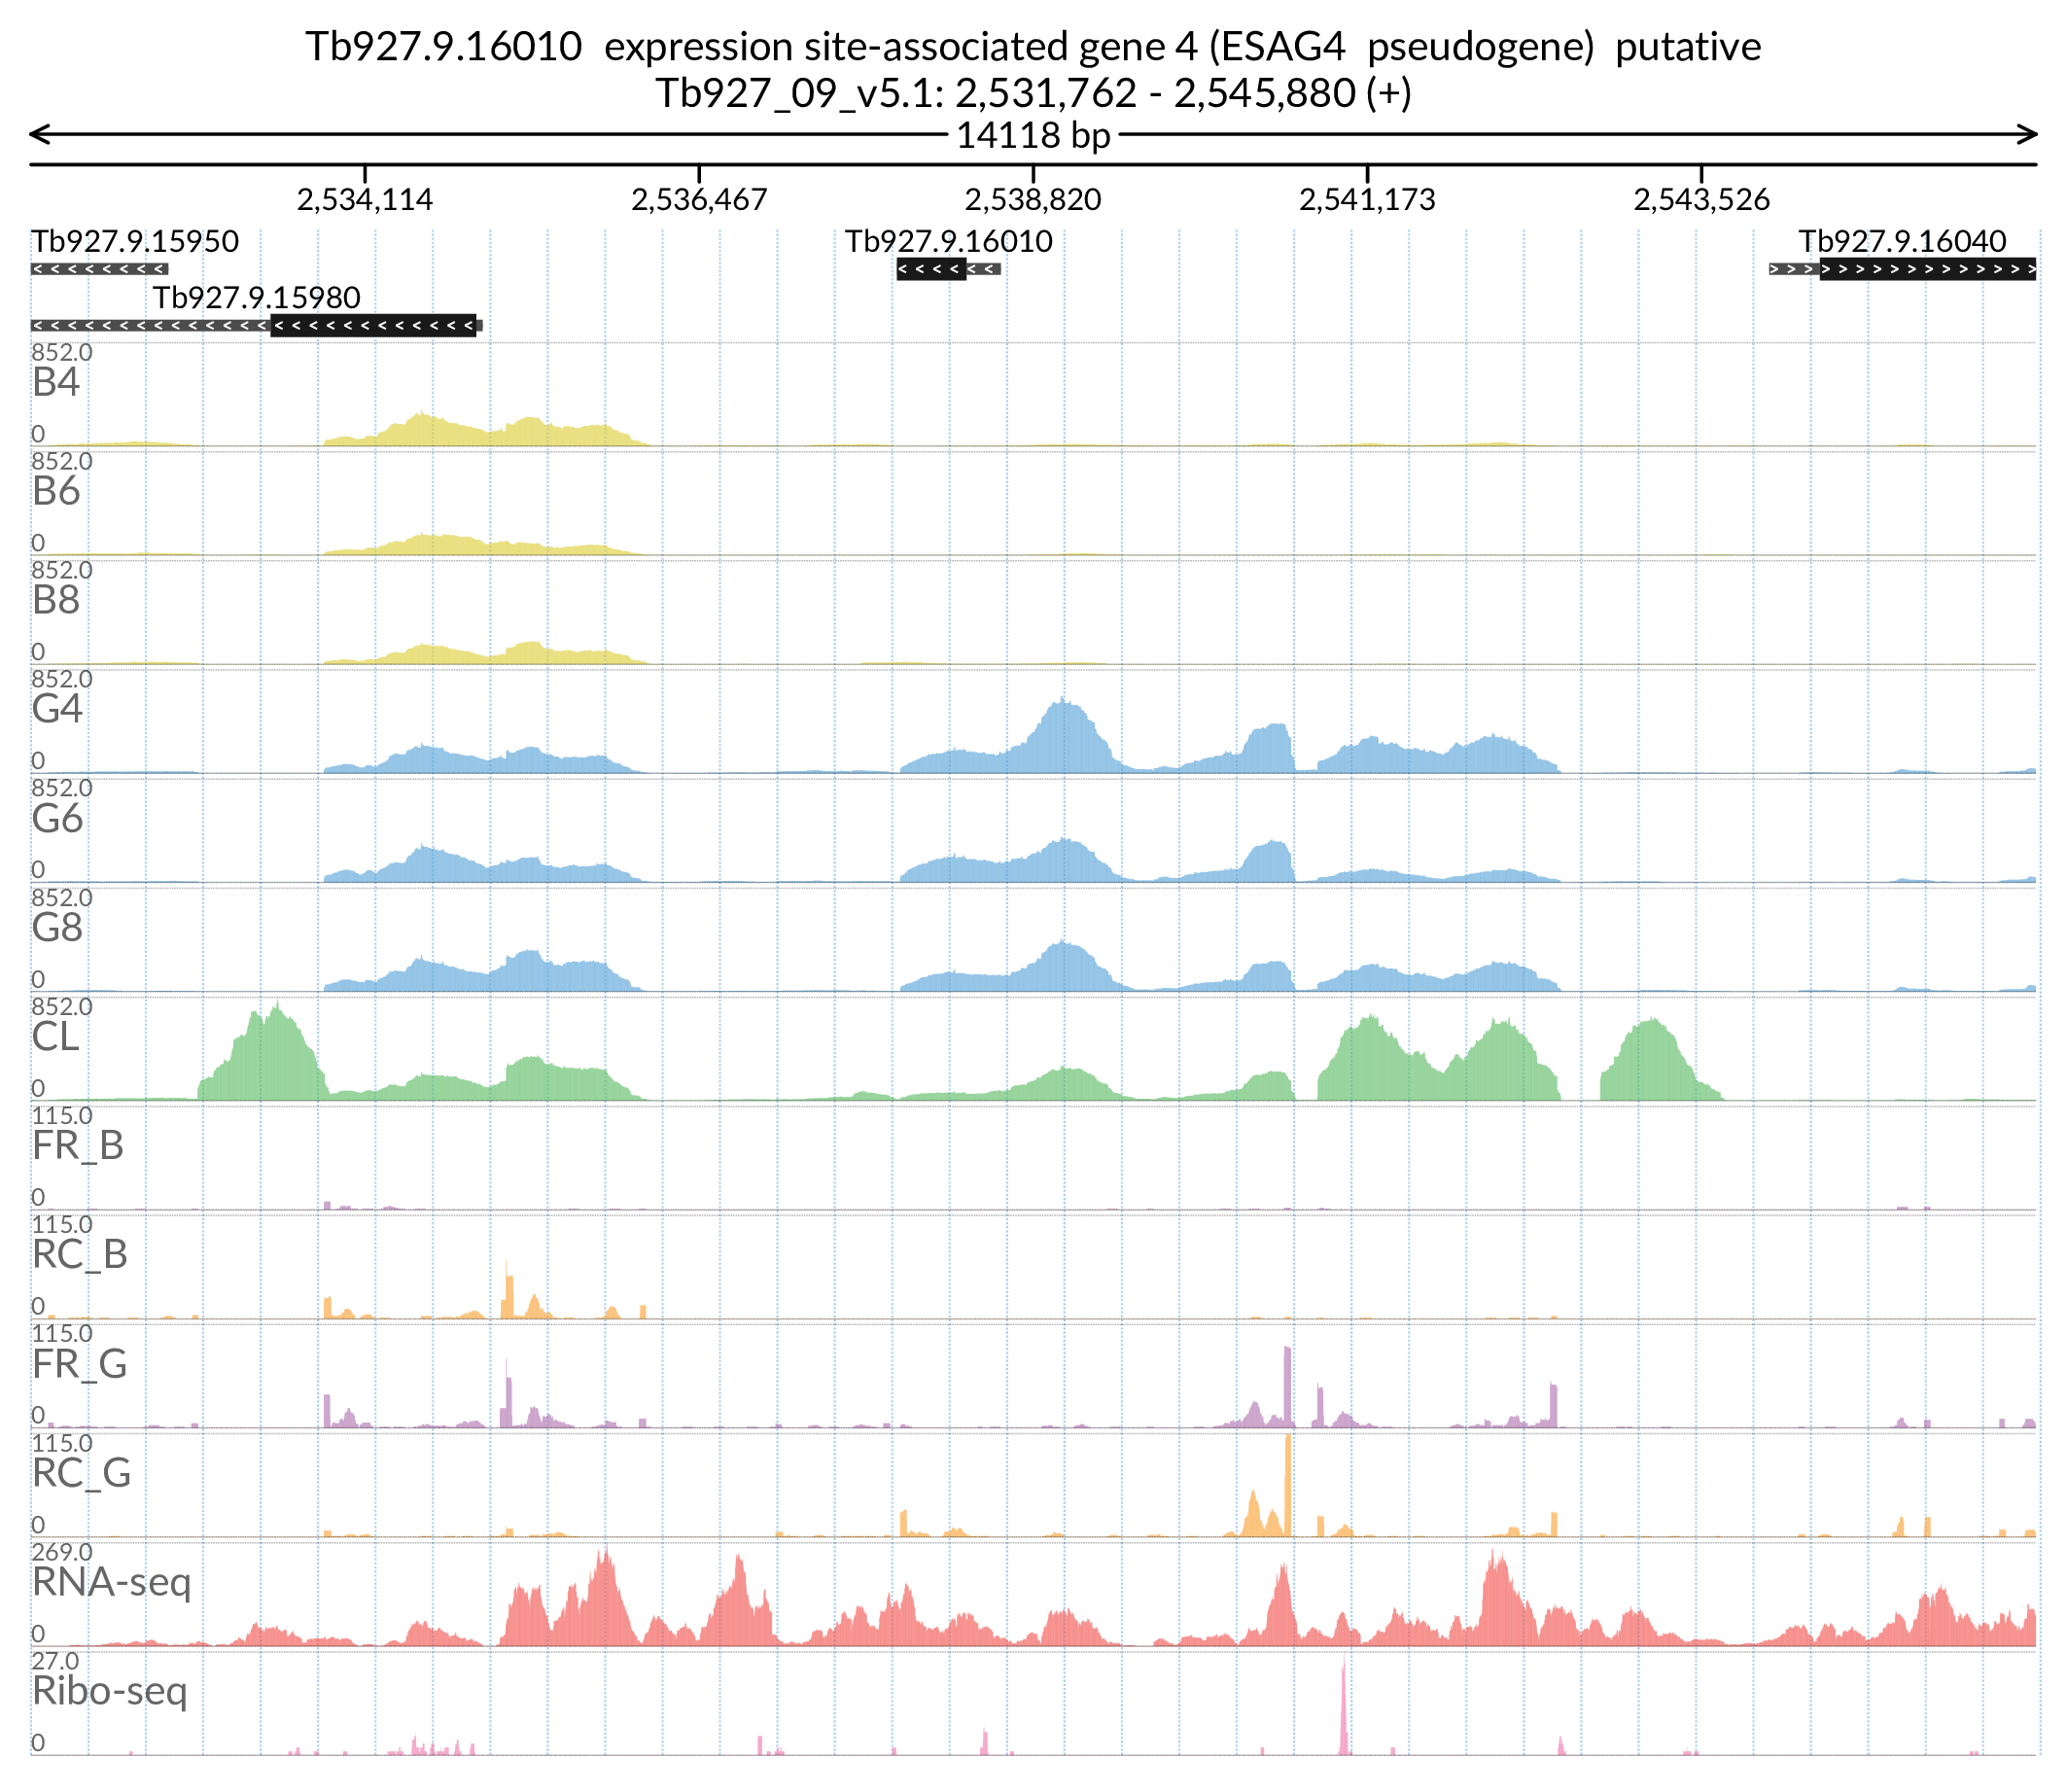 Tb927.9.16010 expression site-associated gene 4 (ESAG4 pseudogene) putative
Tb927_09_v5.1: 2,531,762 - 2,545,880 (+)
14118 bp
2,534,114 2,536,467 2,538,820 2,541,173 2,543,526
Tb927.9.15950 Tb927.9.16010 Tb927.9.16040
Tb927.9.15980
852.0
B4
0
852.0
B6
0
852.0
B8
0
852.0
G4
0
852.0
G6
0
852.0
G8
0
852.0
CL
0
115.0
FR_B
0
115.0
RC_B
0
115.0
FR_G
0
115.0
RC_G
0
269.0
RNA-seq
0
27.0
Ribo-seq
0